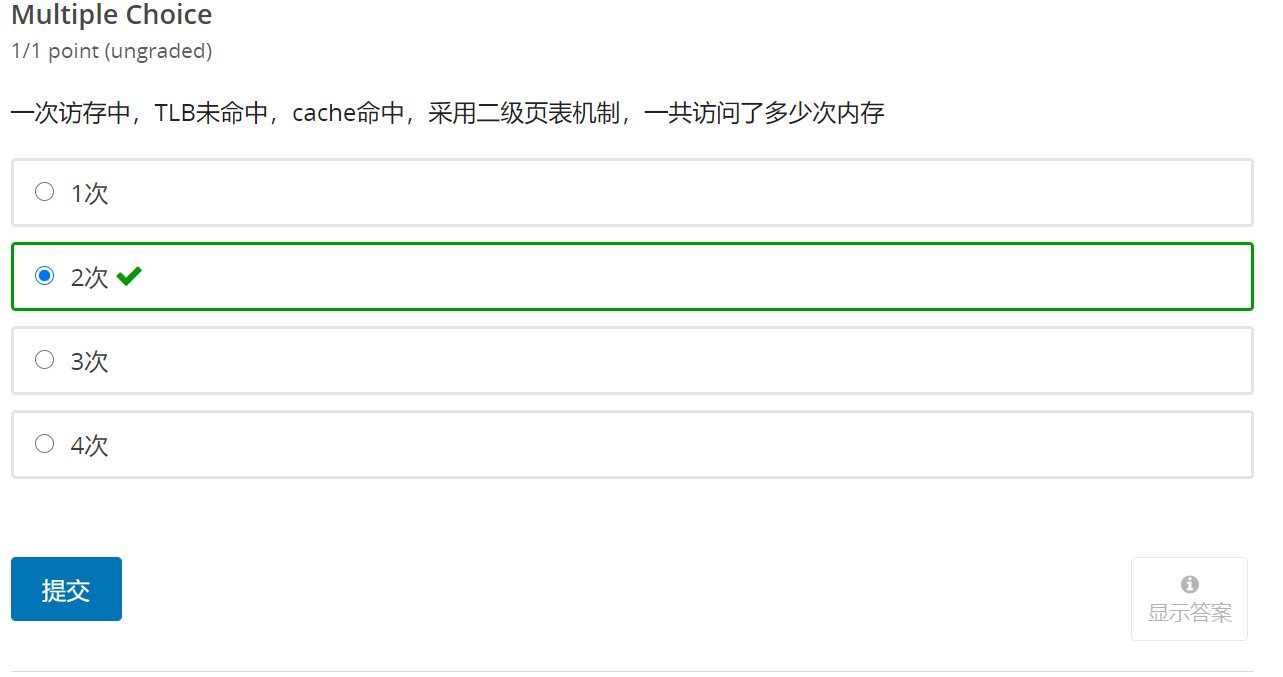 Multiple Choice
1/1 point (ungraded)
一次访存中，TLB未命中，cache命中，采用二级页表机制，一共访问了多少次内存
1次
2次
3次
4次
提交
显示答案